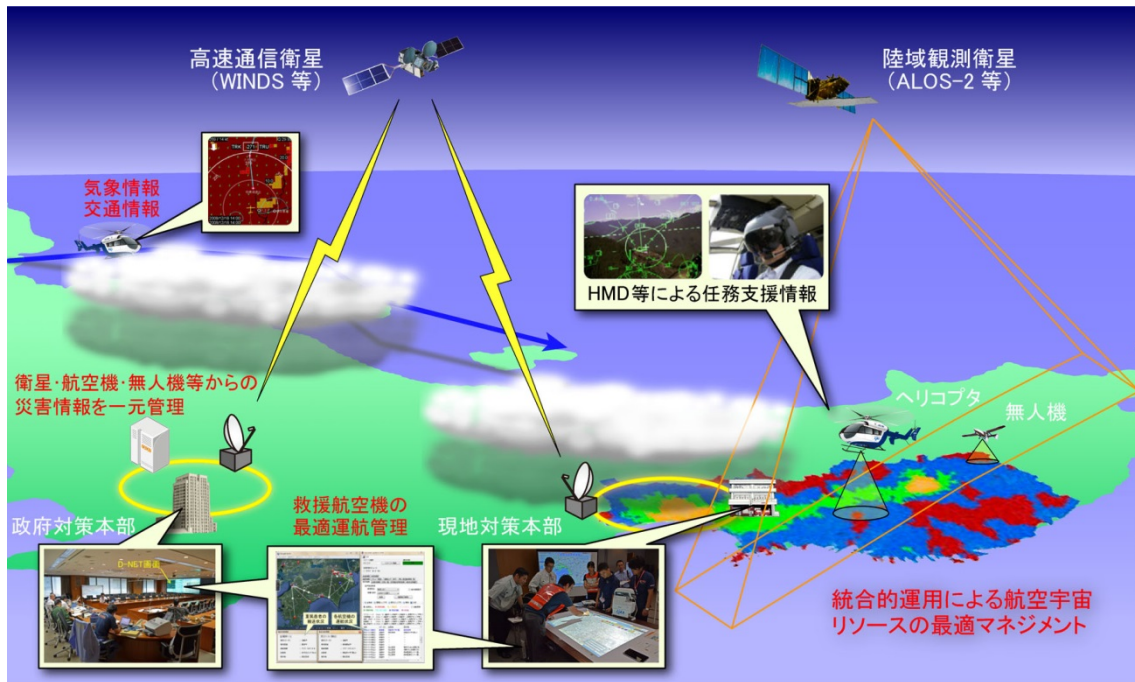 高速通信衛星
(WINDS 等)
陸域観測衛星
(ALOS-2 等)
気象情報
交通情報
HMD等による任務支援情報
衛星・航空機・無人機等からの
災害情報を一元管理
ヘリコプタ
無人機
政府対策本部
救援航空機の
最適運航管理
現地対策本部
D-NET画面
統合的運用による航空宇宙
リソースの最適マネジメント